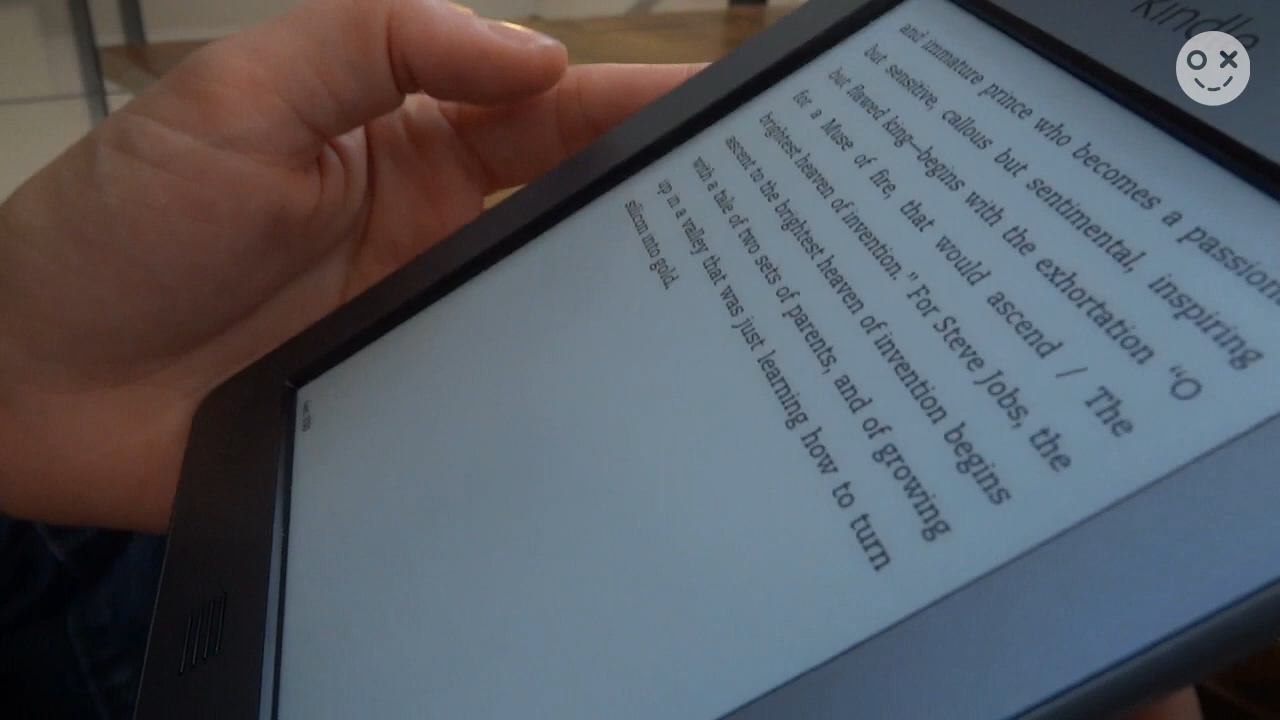 kindle
and immature prince who becomes a passion
but sensitive, callous but sentimental, inspiring
but flawed king—begins with the exhortation “O
for a Muse of fire, that would ascend / The
brightest heaven of invention.” For Steve Jobs, the
ascent to the brightest heaven of invention begins
with a tale of two sets of parents, and of growing
up in a valley that was just learning how to turn
silicon into gold.